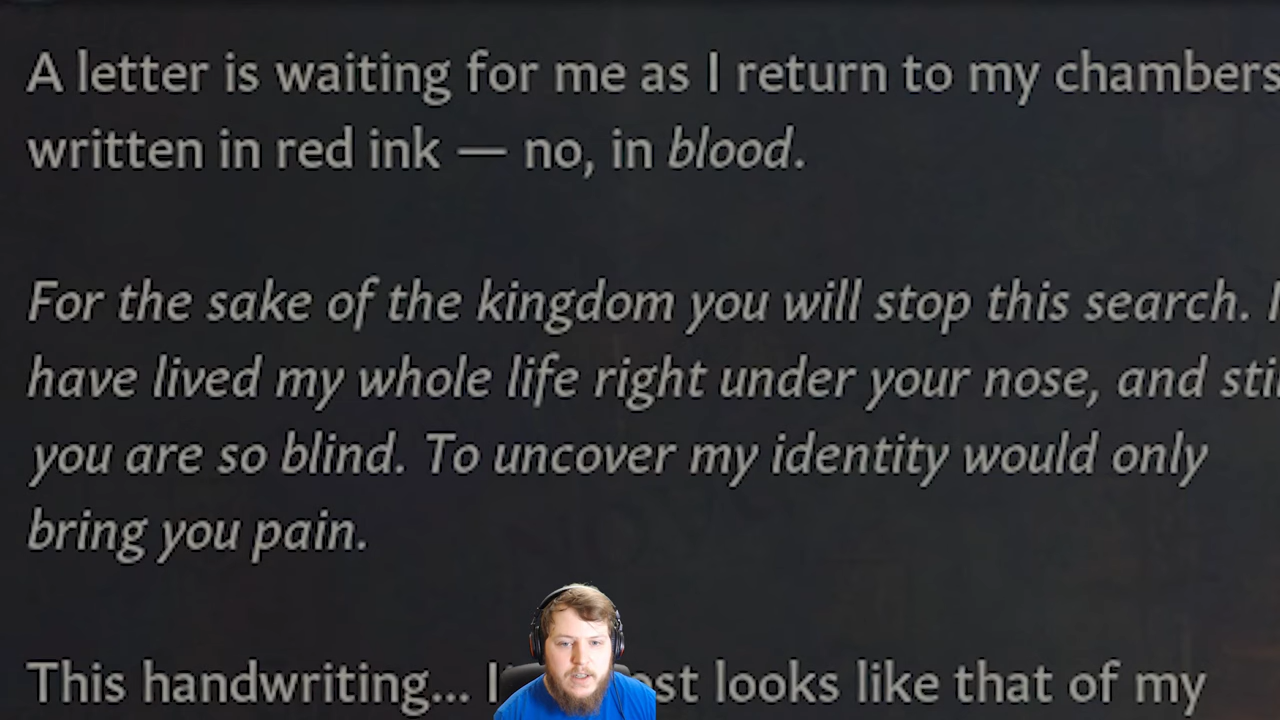 A letter is waiting for me as I return to my chambers
written in red ink — no, in blood.
For the sake of the kingdom you will stop this search. I
have lived my whole life right under your nose, and
you are so blind. To uncover my identity would only
bring you pain.
This handwriting... looks like that of my